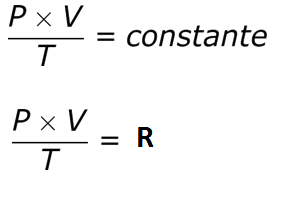 P × V
T
= constante
P × V
T
= R